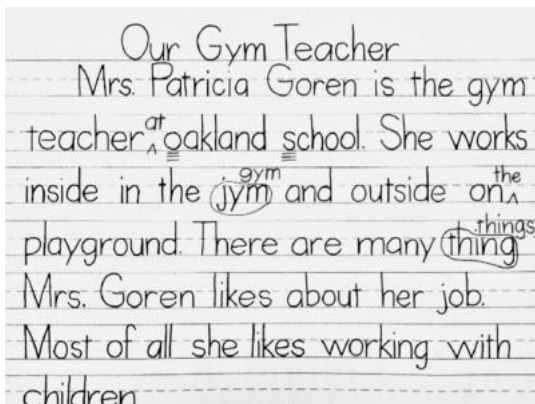 Our Gym Teacher
Mrs. Patricia Goren is the gym
teacher ^at oakland school. She works
inside in the jym gym and outside on ^the
playground. There are many thing things
Mrs. Goren likes about her job.
Most of all she likes working with
children